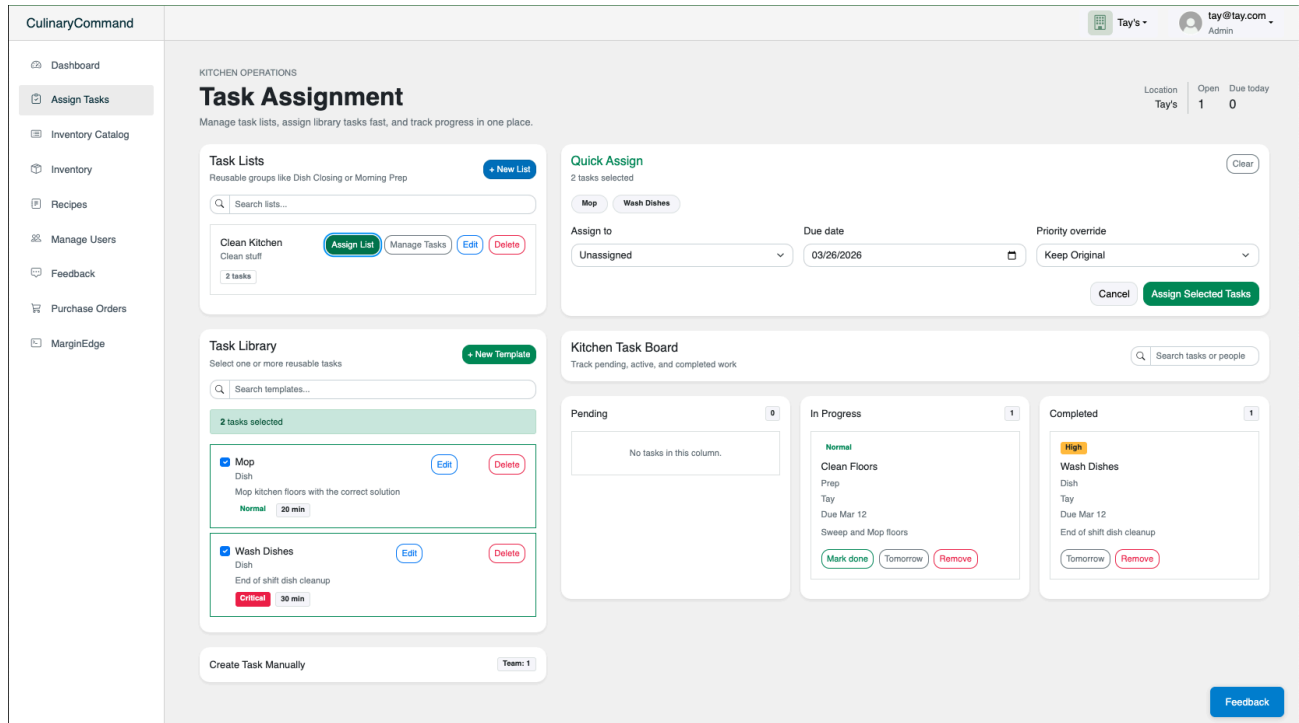 CulinaryCommand
Tay's
tay@tay.com
Admin
Dashboard
Assign Tasks
Inventory Catalog
Inventory
Recipes
Manage Users
Feedback
Purchase Orders
MarginEdge
KITCHEN OPERATIONS
Task Assignment
Manage task lists, assign library tasks fast, and track progress in one place.
Location
Tay's
Open
1
Due today
0
Task Lists
Reusable groups like Dish Closing or Morning Prep
+ New List
Search lists...
Clean Kitchen
Clean stuff
Assign List
Manage Tasks
Edit
Delete
2 tasks
Quick Assign
2 tasks selected
Clear
Mop
Wash Dishes
Assign to
Unassigned
Due date
03/26/2026
Priority override
Keep Original
Cancel
Assign Selected Tasks
Task Library
Select one or more reusable tasks
+ New Template
Search templates...
2 tasks selected
Mop
Edit
Delete
Dish
Mop kitchen floors with the correct solution
Normal
20 min
Wash Dishes
Edit
Delete
Dish
End of shift dish cleanup
Critical
30 min
Create Task Manually
Team: 1
Kitchen Task Board
Track pending, active, and completed work
Search tasks or people
Pending
0
No tasks in this column.
In Progress
1
Normal
Clean Floors
Prep
Tay
Due Mar 12
Sweep and Mop floors
Mark done
Tomorrow
Remove
Completed
1
High
Wash Dishes
Dish
Tay
Due Mar 12
End of shift dish cleanup
Tomorrow
Remove
Feedback